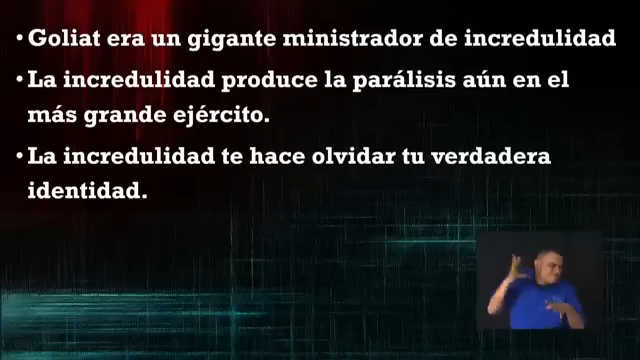 • Goliat era un gigante ministrador de incredulidad
• La incredulidad produce la parálisis aún en el
más grande ejército.
• La incredulidad te hace olvidar tu verdadera
identidad.